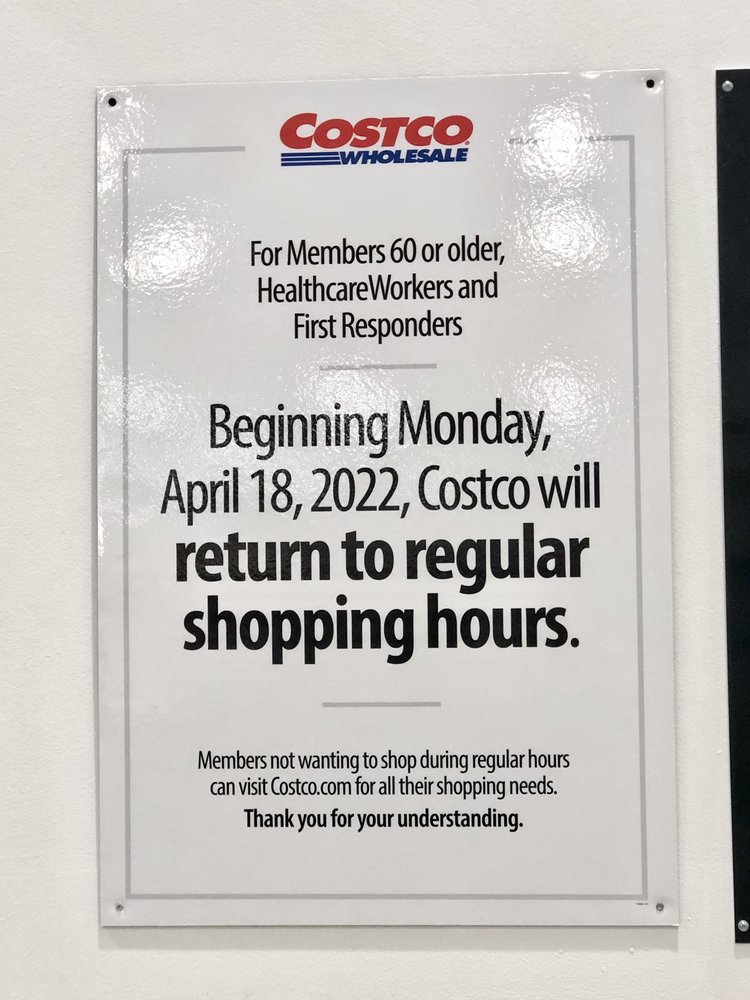 COSTCO
WHOLESALE
For Members 60 or older,
HealthcareWorkers and
First Responders
Beginning Monday,
April 18, 2022, Costco will
return to regular
shopping hours.
Members not wanting to shop during regular hours
can visit Costco.com for all their shopping needs.
Thank you for your understanding.